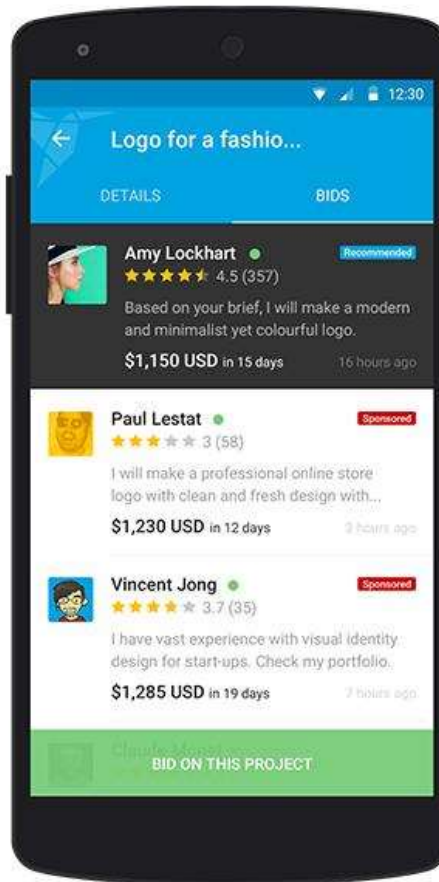 12:30
Logo for a fashio...
DETAILS BIDS
Amy Lockhart Recommended
4.5 (357)
Based on your brief, I will make a modern
and minimalist yet colourful logo.
$1,150 USD in 15 days 16 hours ago
Paul Lestat Sponsored
3 (58)
I will make a professional online store
logo with clean and fresh design with...
$1,230 USD in 12 days 3 hours ago
Vincent Jong Sponsored
3.7 (35)
I have vast experience with visual identity
design for start-ups. Check my portfolio.
$1,285 USD in 19 days 7 hours ago
Claude Monet
BID ON THIS PROJECT